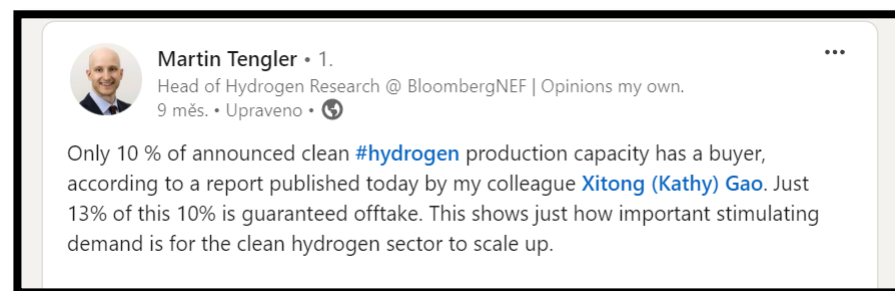 Martin Tengler • 1.
Head of Hydrogen Research @ BloombergNEF | Opinions my own.
9 měs. • Upraveno •
Only 10 % of announced clean #hydrogen production capacity has a buyer,
according to a report published today by my colleague Xitong (Kathy) Gao. Just
13% of this 10% is guaranteed offtake. This shows just how important stimulating
demand is for the clean hydrogen sector to scale up.